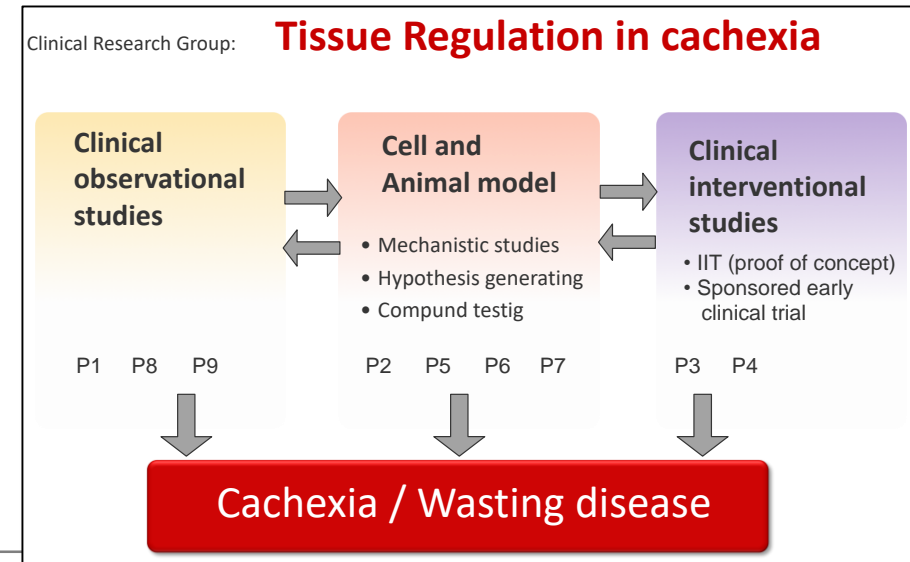 Clinical Research Group: Tissue Regulation in cachexia
Clinical
observational
studies
P1 P8 P9
Cell and
Animal model
• Mechanistic studies
• Hypothesis generating
• Compund testig
P2 P5 P6 P7
Clinical
interventional
studies
• IIT (proof of concept)
• Sponsored early
clinical trial
P3 P4
Cachexia / Wasting disease